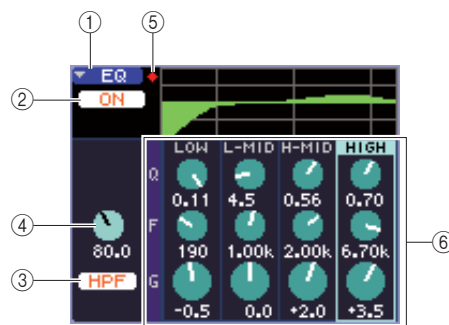 ① ⑤
EQ
② ON
LOW L-MID H-MID HIGH
Q
0.11 4.5 0.56 0.70
④ F
80.0 190 1.00k 2.00k 6.70k
⑥
③ HPF G
-0.5 0.0 +2.0 +3.5